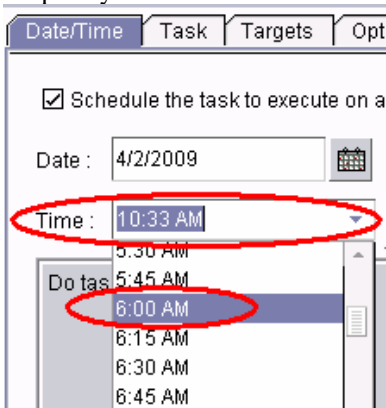 Date/Time Task Targets Opt
Schedule the task to execute on a
Date : 4/2/2009
Time : 10:33 AM
5:30 AM
Do tas 5:45 AM
6:00 AM
6:15 AM
6:30 AM
6:45 AM